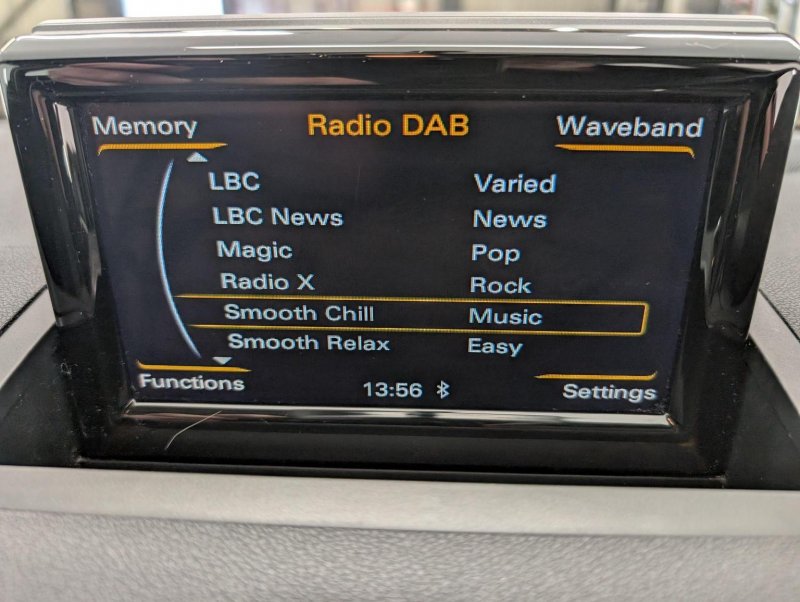 Memory Radio DAB Waveband
LBC Varied
LBC News News
Magic Pop
Radio X Rock
Smooth Chill Music
Smooth Relax Easy
Functions 13:56 Settings